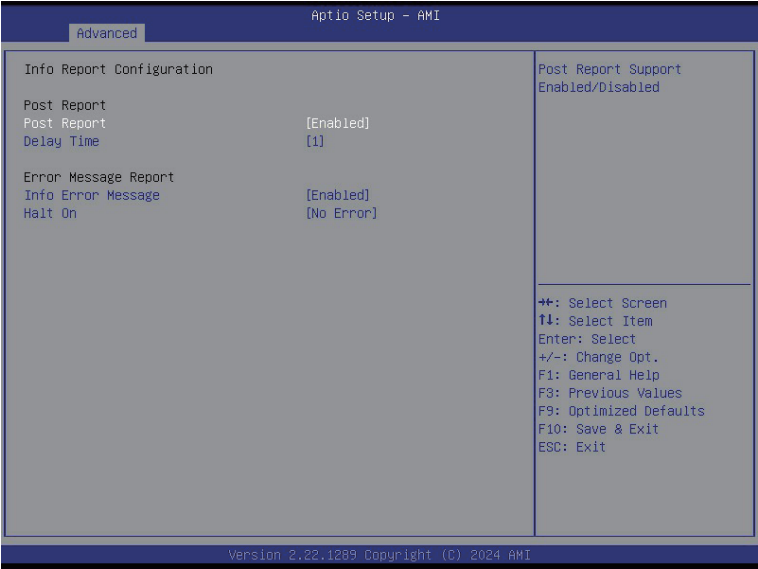 Aptio Setup – AMI
Advanced
Info Report Configuration
Post Report
Post Report [Enabled]
Delay Time [1]
Error Message Report
Info Error Message [Enabled]
Halt On [No Error]
Post Report Support
Enabled/Disabled
→←: Select Screen
↑↓: Select Item
Enter: Select
+/-: Change Opt.
F1: General Help
F3: Previous Values
F9: Optimized Defaults
F10: Save & Exit
ESC: Exit
Version 2.22.1289 Copyright (C) 2024 AMI